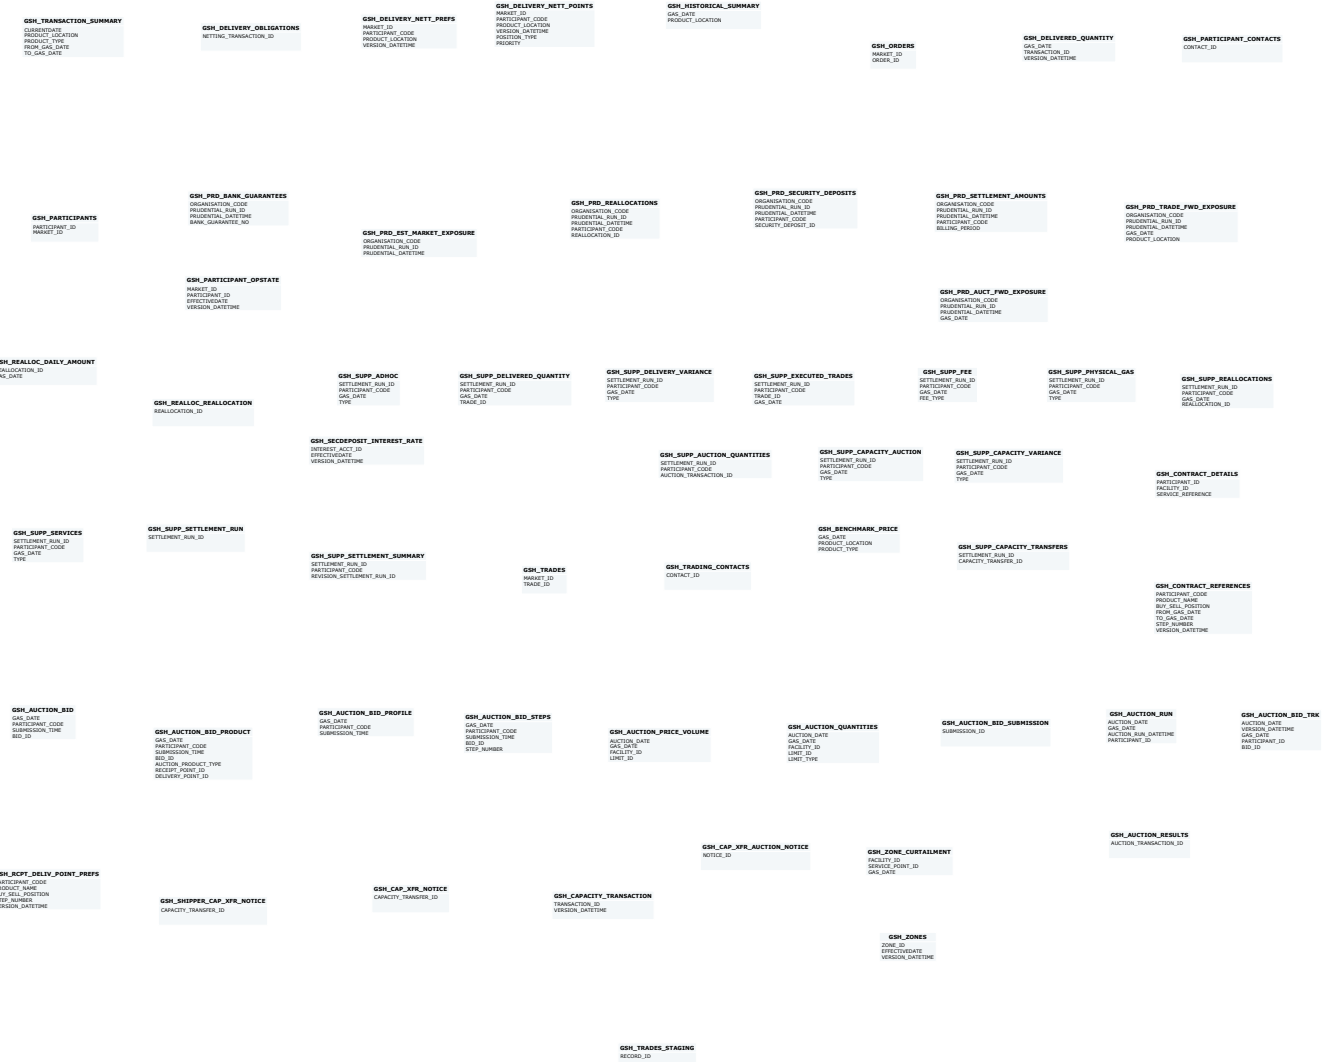 GSH_TRANSACTION_SUMMARY
CURRENTDATE
PRODUCT_LOCATION
PRODUCT_TYPE
FROM_GAS_DATE
TO_GAS_DATE
GSH_DELIVERY_OBLIGATIONS
NETTING_TRANSACTION_ID
GSH_DELIVERY_NETT_PREFS
MARKET_ID
PARTICIPANT_CODE
PRODUCT_LOCATION
VERSION_DATETIME
GSH_DELIVERY_NETT_POINTS
MARKET_ID
PARTICIPANT_CODE
PRODUCT_LOCATION
VERSION_DATETIME
POSITION_TYPE
PRIORITY
GSH_HISTORICAL_SUMMARY
GAS_DATE
PRODUCT_LOCATION
GSH_ORDERS
MARKET_ID
ORDER_ID
GSH_DELIVERED_QUANTITY
GAS_DATE
TRANSACTION_ID
VERSION_DATETIME
GSH_PARTICIPANT_CONTACTS
CONTACT_ID
GSH_PARTICIPANTS
PARTICIPANT_ID
MARKET_ID
GSH_PRD_BANK_GUARANTEES
ORGANISATION_CODE
PRUDENTIAL_RUN_ID
PRUDENTIAL_DATETIME
BANK_GUARANTEE_NO
GSH_PRD_EST_MARKET_EXPOSURE
ORGANISATION_CODE
PRUDENTIAL_RUN_ID
PRUDENTIAL_DATETIME
GSH_PRD_REALLOCATIONS
ORGANISATION_CODE
PRUDENTIAL_RUN_ID
PRUDENTIAL_DATETIME
PARTICIPANT_CODE
REALLOCATION_ID
GSH_PRD_SECURITY_DEPOSITS
ORGANISATION_CODE
PRUDENTIAL_RUN_ID
PRUDENTIAL_DATETIME
PARTICIPANT_CODE
SECURITY_DEPOSIT_ID
GSH_PRD_SETTLEMENT_AMOUNTS
ORGANISATION_CODE
PRUDENTIAL_RUN_ID
PRUDENTIAL_DATETIME
PARTICIPANT_CODE
BILLING_PERIOD
GSH_PRD_TRADE_FWD_EXPOSURE
ORGANISATION_CODE
PRUDENTIAL_RUN_ID
PRUDENTIAL_DATETIME
GAS_DATE
PRODUCT_LOCATION
GSH_PARTICIPANT_OPSTATE
MARKET_ID
PARTICIPANT_ID
EFFECTIVEDATE
VERSION_DATETIME
GSH_PRD_AUCT_FWD_EXPOSURE
ORGANISATION_CODE
PRUDENTIAL_RUN_ID
PRUDENTIAL_DATETIME
GAS_DATE
SH_REALLOC_DAILY_AMOUNT
EALLOCATION_ID
AS_DATE
GSH_REALLOC_REALLOCATION
REALLOCATION_ID
GSH_SUPP_ADHOC
SETTLEMENT_RUN_ID
PARTICIPANT_CODE
GAS_DATE
TYPE
GSH_SUPP_DELIVERED_QUANTITY
SETTLEMENT_RUN_ID
PARTICIPANT_CODE
GAS_DATE
TRADE_ID
GSH_SUPP_DELIVERY_VARIANCE
SETTLEMENT_RUN_ID
PARTICIPANT_CODE
GAS_DATE
TYPE
GSH_SUPP_EXECUTED_TRADES
SETTLEMENT_RUN_ID
PARTICIPANT_CODE
TRADE_ID
GAS_DATE
GSH_SUPP_FEE
SETTLEMENT_RUN_ID
PARTICIPANT_CODE
GAS_DATE
FEE_TYPE
GSH_SUPP_PHYSICAL_GAS
SETTLEMENT_RUN_ID
PARTICIPANT_CODE
GAS_DATE
TYPE
GSH_SUPP_REALLOCATIONS
SETTLEMENT_RUN_ID
PARTICIPANT_CODE
GAS_DATE
REALLOCATION_ID
GSH_SECDEPOSIT_INTEREST_RATE
INTEREST_ACCT_ID
EFFECTIVEDATE
VERSION_DATETIME
GSH_SUPP_AUCTION_QUANTITIES
SETTLEMENT_RUN_ID
PARTICIPANT_CODE
AUCTION_TRANSACTION_ID
GSH_SUPP_CAPACITY_AUCTION
SETTLEMENT_RUN_ID
PARTICIPANT_CODE
GAS_DATE
TYPE
GSH_SUPP_CAPACITY_VARIANCE
SETTLEMENT_RUN_ID
PARTICIPANT_CODE
GAS_DATE
TYPE
GSH_CONTRACT_DETAILS
PARTICIPANT_ID
FACILITY_ID
SERVICE_REFERENCE
GSH_SUPP_SERVICES
SETTLEMENT_RUN_ID
PARTICIPANT_CODE
GAS_DATE
TYPE
GSH_SUPP_SETTLEMENT_RUN
SETTLEMENT_RUN_ID
GSH_SUPP_SETTLEMENT_SUMMARY
SETTLEMENT_RUN_ID
PARTICIPANT_CODE
REVISION_SETTLEMENT_RUN_ID
GSH_TRADES
MARKET_ID
TRADE_ID
GSH_TRADING_CONTACTS
CONTACT_ID
GSH_BENCHMARK_PRICE
GAS_DATE
PRODUCT_LOCATION
PRODUCT_TYPE
GSH_SUPP_CAPACITY_TRANSFERS
SETTLEMENT_RUN_ID
CAPACITY_TRANSFER_ID
GSH_CONTRACT_REFERENCES
PARTICIPANT_CODE
PRODUCT_NAME
BUY_SELL_POSITION
FROM_GAS_DATE
TO_GAS_DATE
STEP_NUMBER
VERSION_DATETIME
GSH_AUCTION_BID
GAS_DATE
PARTICIPANT_CODE
SUBMISSION_TIME
BID_ID
GSH_AUCTION_BID_PRODUCT
GAS_DATE
PARTICIPANT_CODE
SUBMISSION_TIME
BID_ID
AUCTION_PRODUCT_TYPE
RECEIPT_POINT_ID
DELIVERY_POINT_ID
GSH_AUCTION_BID_PROFILE
GAS_DATE
PARTICIPANT_CODE
SUBMISSION_TIME
GSH_AUCTION_BID_STEPS
GAS_DATE
PARTICIPANT_CODE
SUBMISSION_TIME
BID_ID
STEP_NUMBER
GSH_AUCTION_PRICE_VOLUME
AUCTION_DATE
GAS_DATE
FACILITY_ID
LIMIT_ID
GSH_AUCTION_QUANTITIES
AUCTION_DATE
GAS_DATE
FACILITY_ID
LIMIT_ID
LIMIT_TYPE
GSH_AUCTION_BID_SUBMISSION
SUBMISSION_ID
GSH_AUCTION_RUN
AUCTION_DATE
GAS_DATE
AUCTION_RUN_DATETIME
PARTICIPANT_ID
GSH_AUCTION_BID_TRK
AUCTION_DATE
VERSION_DATETIME
GAS_DATE
PARTICIPANT_ID
BID_ID
SH_RCPT_DELIV_POINT_PREFS
ARTICIPANT_CODE
RODUCT_NAME
UY_SELL_POSITION
TEP_NUMBER
ERSION_DATETIME
GSH_SHIPPER_CAP_XFR_NOTICE
CAPACITY_TRANSFER_ID
GSH_CAP_XFR_NOTICE
CAPACITY_TRANSFER_ID
GSH_CAPACITY_TRANSACTION
TRANSACTION_ID
VERSION_DATETIME
GSH_CAP_XFR_AUCTION_NOTICE
NOTICE_ID
GSH_ZONE_CURTAILMENT
FACILITY_ID
SERVICE_POINT_ID
GAS_DATE
GSH_AUCTION_RESULTS
AUCTION_TRANSACTION_ID
GSH_ZONES
ZONE_ID
EFFECTIVEDATE
VERSION_DATETIME
GSH_TRADES_STAGING
RECORD_ID